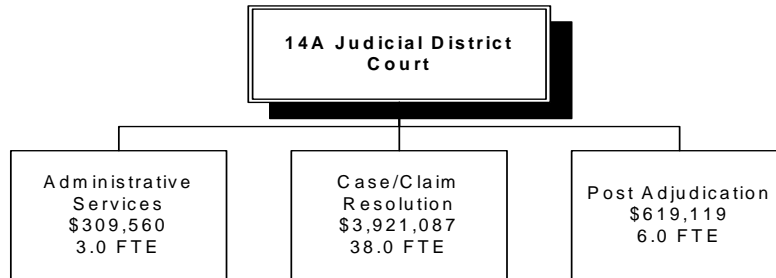 14A Judicial District
Court
Administrative
Services
$309,560
3.0 FTE
Case/Claim
Resolution
$3,921,087
38.0 FTE
Post Adjudication
$619,119
6.0 FTE